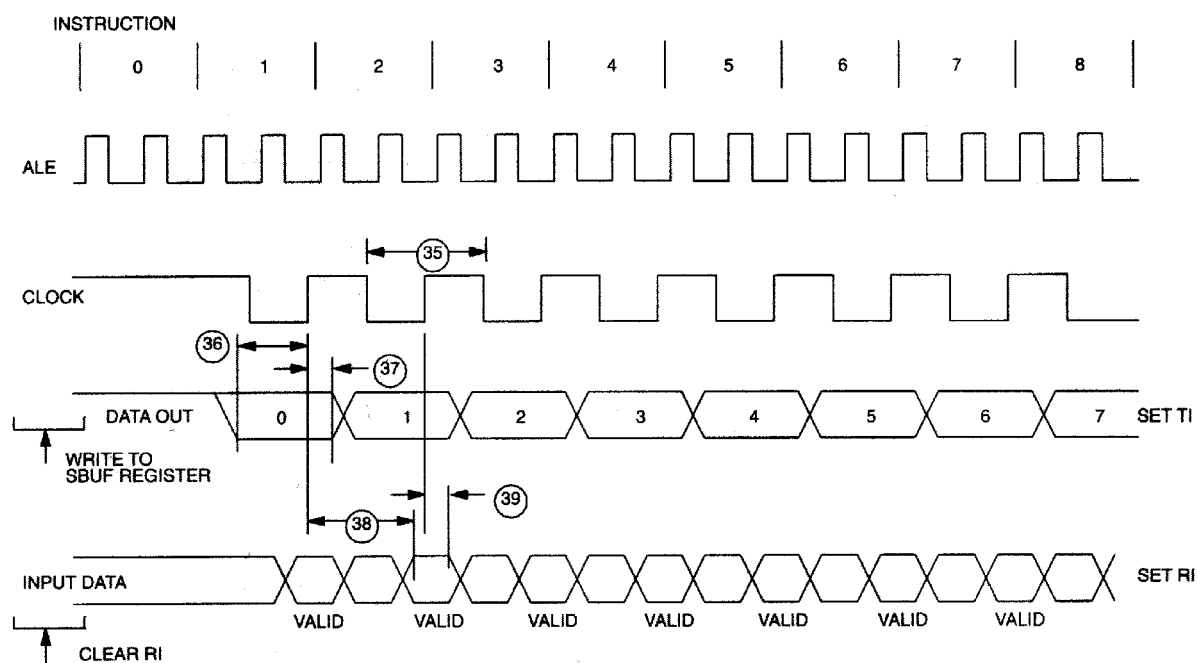 INSTRUCTION
0 1 2 3 4 5 6 7 8
ALE
35
CLOCK
36
37
DATA OUT 0 1 2 3 4 5 6 7 SET TI
WRITE TO
SBUF REGISTER
39
38
INPUT DATA SET RI
VALID VALID VALID VALID VALID VALID VALID
CLEAR RI